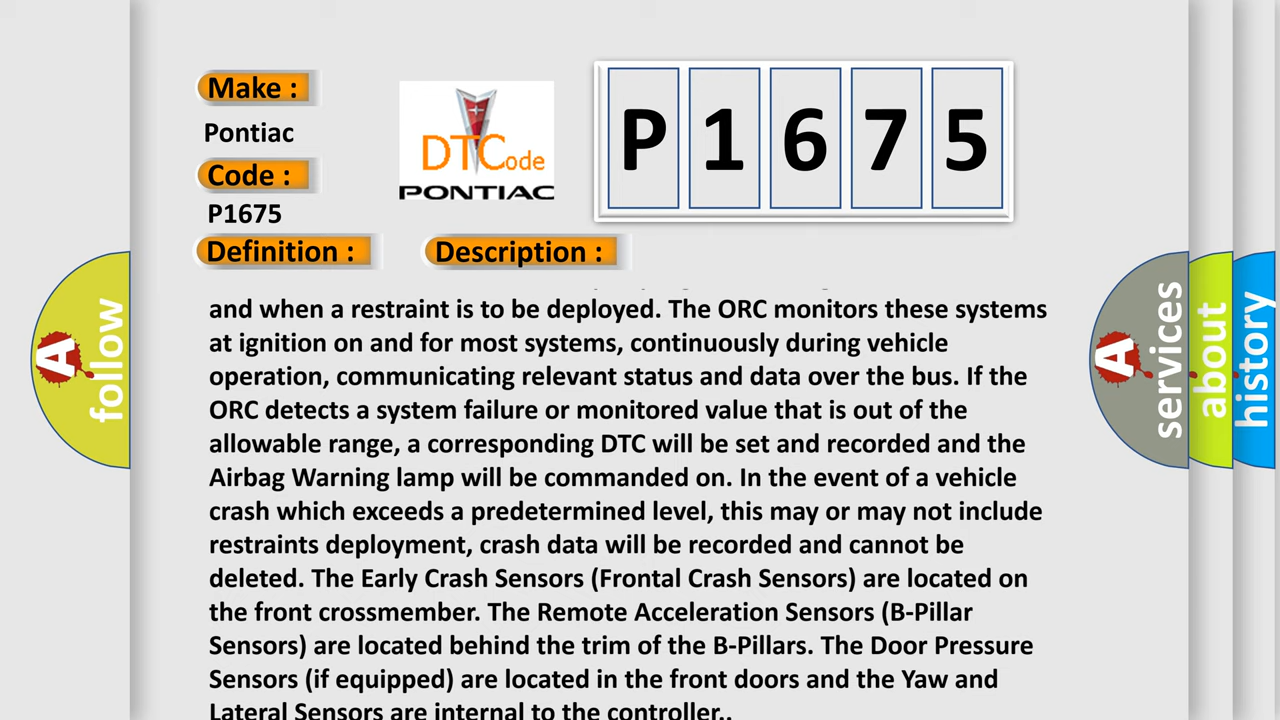 Make :
Pontiac
Code :
P1675
Definition :
Description :
DTCode
PONTIAC
P1675
and when a restraint is to be deployed. The ORC monitors these systems
at ignition on and for most systems, continuously during vehicle
operation, communicating relevant status and data over the bus. If the
ORC detects a system failure or monitored value that is out of the
allowable range, a corresponding DTC will be set and recorded and the
Airbag Warning lamp will be commanded on. In the event of a vehicle
crash which exceeds a predetermined level, this may or may not include
restraints deployment, crash data will be recorded and cannot be
deleted. The Early Crash Sensors (Frontal Crash Sensors) are located on
the front crossmember. The Remote Acceleration Sensors (B-Pillar
Sensors) are located behind the trim of the B-Pillars. The Door Pressure
Sensors (if equipped) are located in the front doors and the Yaw and
Lateral Sensors are internal to the controller..
A
follow
A
services
about
history